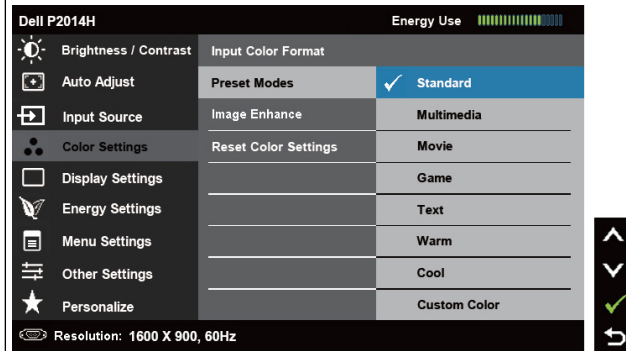 Dell P2014H Energy Use
Brightness / Contrast Input Color Format
Auto Adjust Preset Modes Standard
Input Source Image Enhance Multimedia
Color Settings Reset Color Settings Movie
Display Settings Game
Energy Settings Text
Menu Settings Warm
Other Settings Cool
Personalize Custom Color
Resolution: 1600 X 900, 60Hz